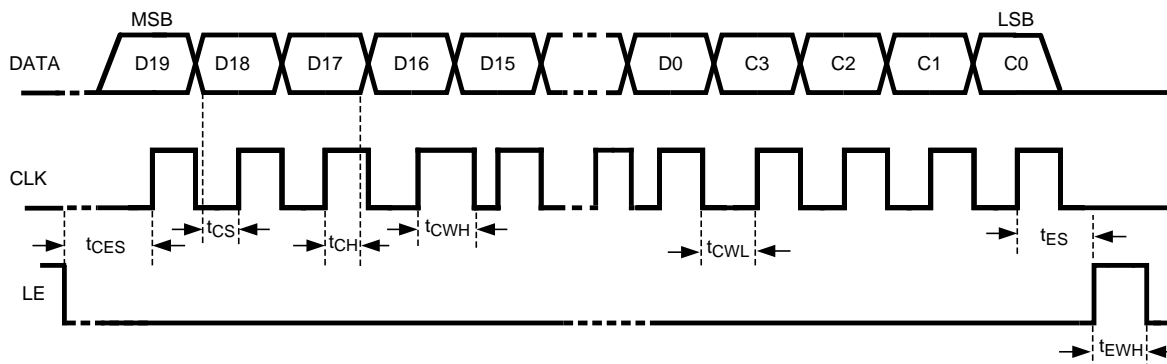 MSB LSB
DATA D19 D18 D17 D16 D15 D0 C3 C2 C1 C0
CLK
tCES tCS tCH tCWH tCWL tES
LE
tEWH